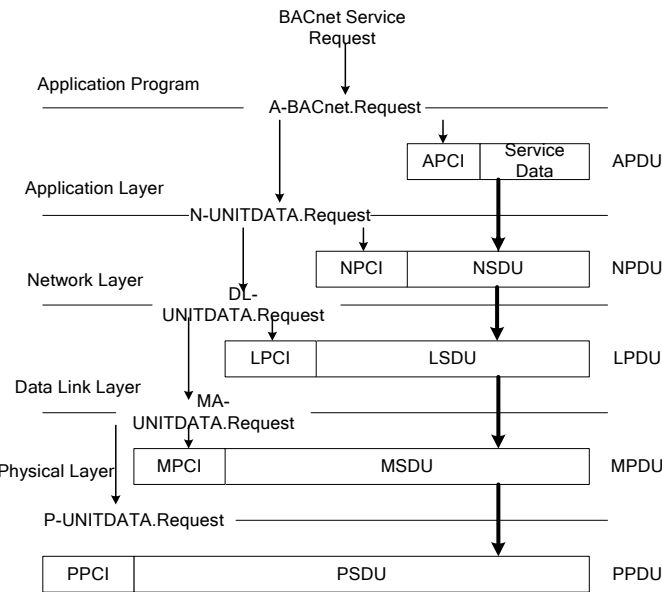 BACnet Service
Request
Application Program
A-BACnet.Request
APCI
Service
Data
APDU
Application Layer
N-UNITDATA.Request
NPCI
NSDU
NPDU
Network Layer
DL-
UNITDATA.Request
LPCI
LSDU
LPDU
Data Link Layer
MA-
UNITDATA.Request
MPCI
MSDU
MPDU
Physical Layer
P-UNITDATA.Request
PPCI
PSDU
PPDU